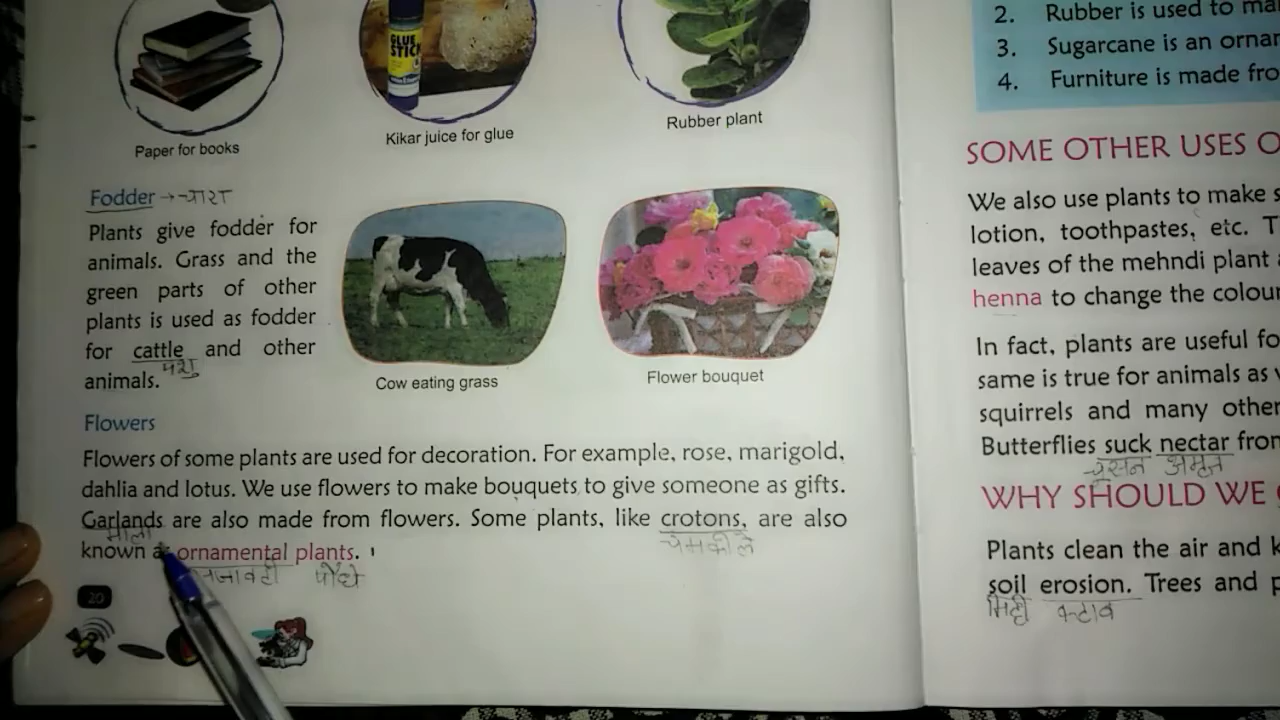 GLUE STICK
Paper for books
Kikar juice for glue
Rubber plant
Fodder → चारा
Plants give fodder for
animals. Grass and the
green parts of other
plants is used as fodder
for cattle and other
पशु
animals.
Cow eating grass
Flower bouquet
Flowers
Flowers of some plants are used for decoration. For example, rose, marigold,
dahlia and lotus. We use flowers to make bouquets to give someone as gifts.
Garlands are also made from flowers. Some plants, like crotons, are also
माला चमकीले
known as ornamental plants.
सजावटी पौधे
20
2. Rubber is used to
3. Sugarcane is an
4. Furniture is made
SOME OTHER USES
We also use plants to make
lotion, toothpastes, etc.
leaves of the mehndi plant
henna to change the
In fact, plants are useful
same is true for animals as
squirrels and many other
Butterflies suck nectar
चूसन अमृत
WHY SHOULD WE
Plants clean the air and
soil erosion. Trees and
मिट्टी कटाव